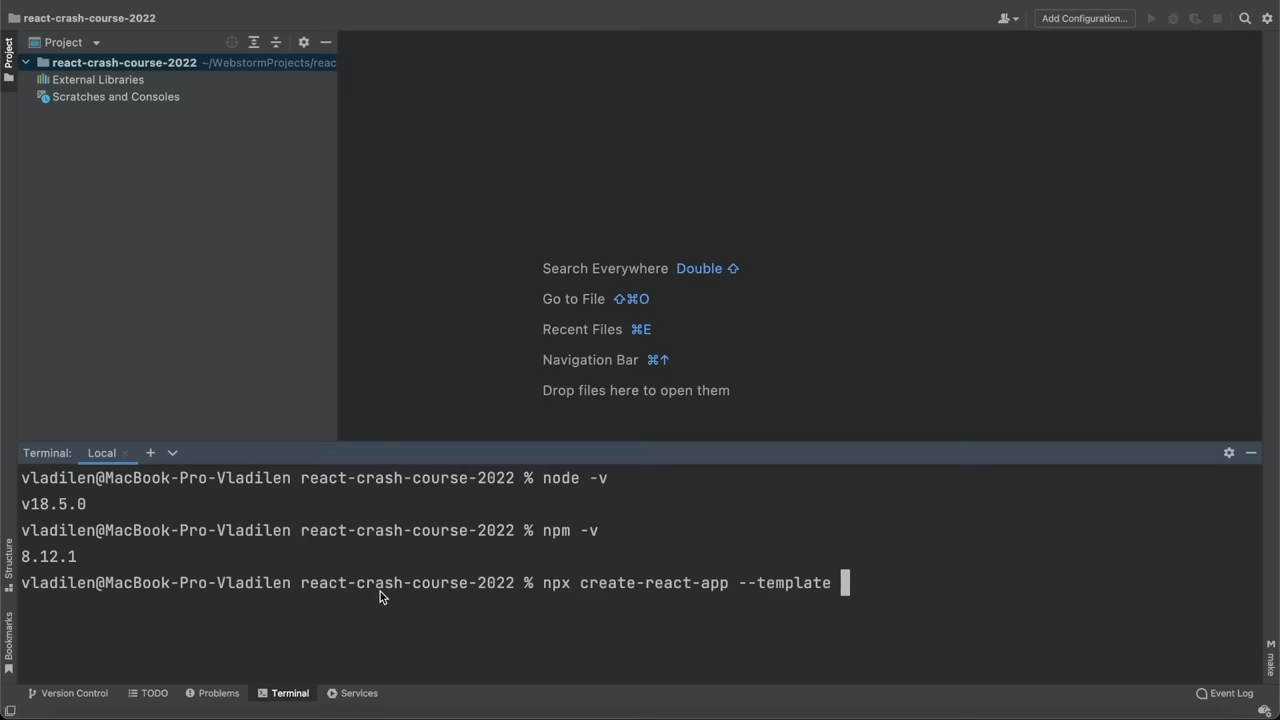 react-crash-course-2022
Add Configuration...
Project
Project
react-crash-course-2022 ~/WebstormProjects/reac
External Libraries
Scratches and Consoles
Search Everywhere Double ⇧
Go to File ⇧⌘O
Recent Files ⌘E
Navigation Bar ⌘↑
Drop files here to open them
Terminal: Local
vladilen@MacBook-Pro-Vladilen react-crash-course-2022 % node -v
v18.5.0
vladilen@MacBook-Pro-Vladilen react-crash-course-2022 % npm -v
8.12.1
vladilen@MacBook-Pro-Vladilen react-crash-course-2022 % npx create-react-app --template
Structure
Bookmarks
M make
Version Control TODO Problems Terminal Services Event Log